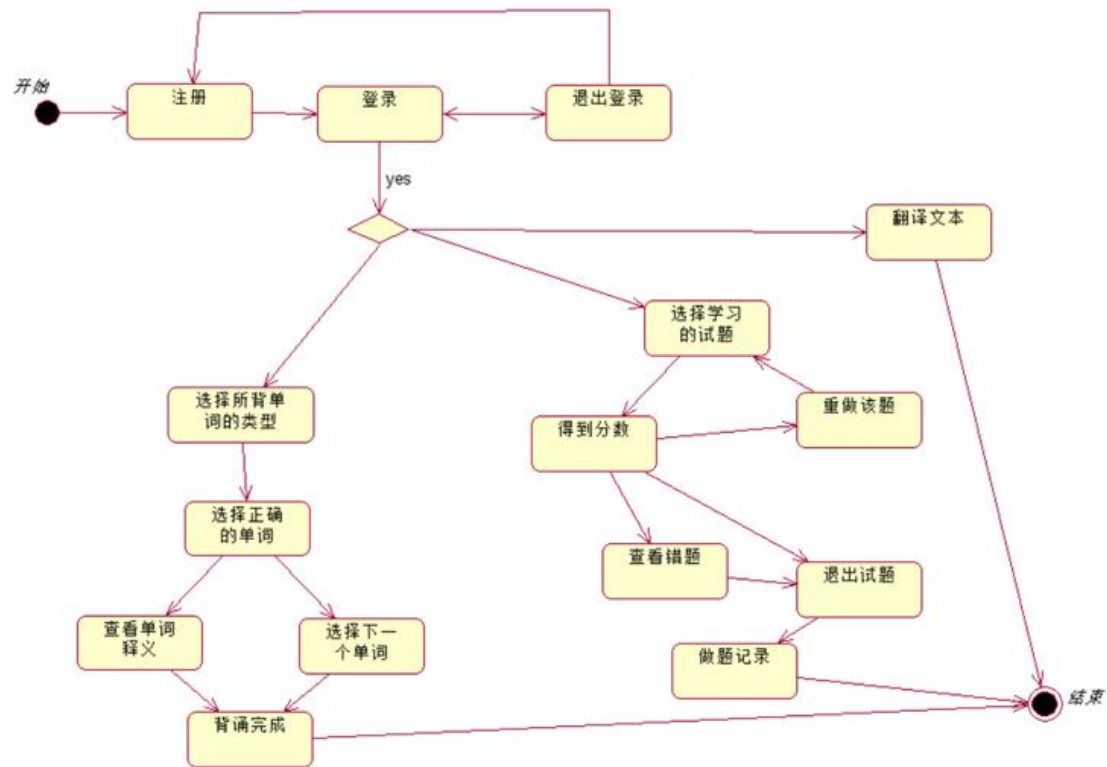 开始
注册
登录
退出登录
yes
翻译文本
选择学习
的试题
选择所背单
词的类型
得到分数
重做该题
选择正确
的单词
查看错题
退出试题
查看单词
释义
选择下一
个单词
做题记录
背诵完成
结束